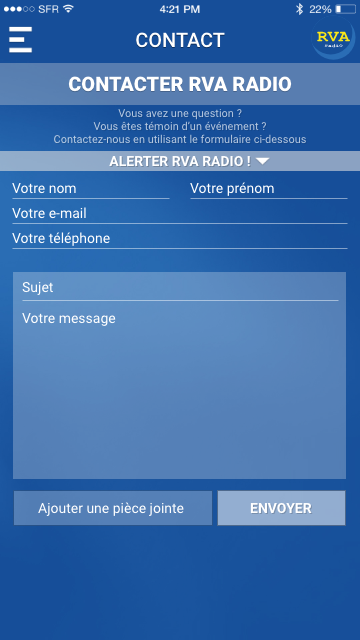 SFR 4:21 PM 22%
CONTACT
RVA
radio
CONTACTER RVA RADIO
Vous avez une question ?
Vous êtes témoin d'un événement ?
Contactez-nous en utilisant le formulaire ci-dessous
ALERTER RVA RADIO !
Votre nom Votre prénom
Votre e-mail
Votre téléphone
Sujet
Votre message
Ajouter une pièce jointe ENVOYER